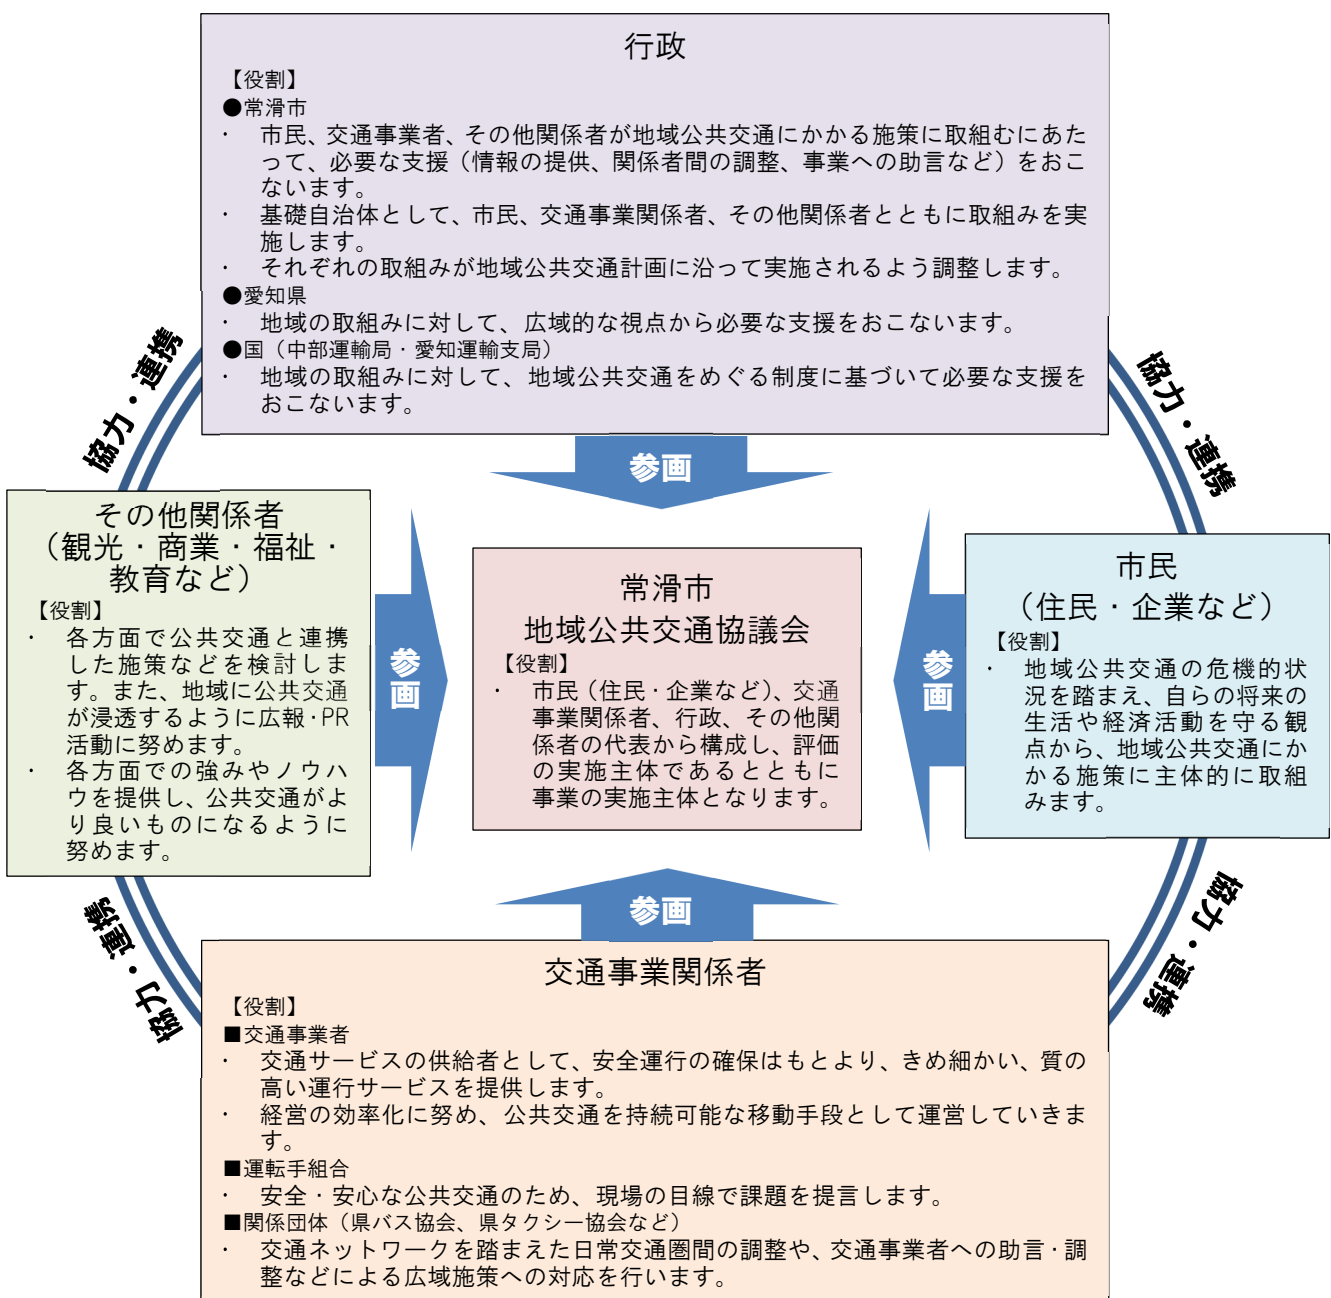 行政
【役割】
●常滑市
・ 市民、交通事業者、その他関係者が地域公共交通にかかる施策に取組むにあた
って、必要な支援（情報の提供、関係者間の調整、事業への助言など）をおこ
ないます。
・ 基礎自治体として、市民、交通事業関係者、その他関係者とともに取組みを実
施します。
・ それぞれの取組みが地域公共交通計画に沿って実施されるよう調整します。
●愛知県
・ 地域の取組みに対して、広域的な視点から必要な支援をおこないます。
●国（中部運輸局・愛知運輸支局）
・ 地域の取組みに対して、地域公共交通をめぐる制度に基づいて必要な支援を
おこないます。
協力・連携
協力・連携
参画
その他関係者
（観光・商業・福祉・
教育など）
【役割】
・ 各方面で公共交通と連携
した施策などを検討しま
す。また、地域に公共交通
が浸透するように広報・PR
活動に努めます。
・ 各方面での強みやノウハ
ウを提供し、公共交通がよ
り良いものになるように
努めます。
参画
常滑市
地域公共交通協議会
【役割】
・ 市民（住民・企業など）、交通
事業関係者、行政、その他関
係者の代表から構成し、評価
の実施主体であるとともに
事業の実施主体となります。
参画
市民
（住民・企業など）
【役割】
・ 地域公共交通の危機的状
況を踏まえ、自らの将来の
生活や経済活動を守る観
点から、地域公共交通にか
かる施策に主体的に取組
みます。
参画
協力・連携
協力・連携
交通事業関係者
【役割】
■交通事業者
・ 交通サービスの供給者として、安全運行の確保はもとより、きめ細かい、質の
高い運行サービスを提供します。
・ 経営の効率化に努め、公共交通を持続可能な移動手段として運営していきま
す。
■運転手組合
・ 安全・安心な公共交通のため、現場の目線で課題を提言します。
■関係団体（県バス協会、県タクシー協会など）
・ 交通ネットワークを踏まえた日常交通圏間の調整や、交通事業者への助言・調
整などによる広域施策への対応を行います。